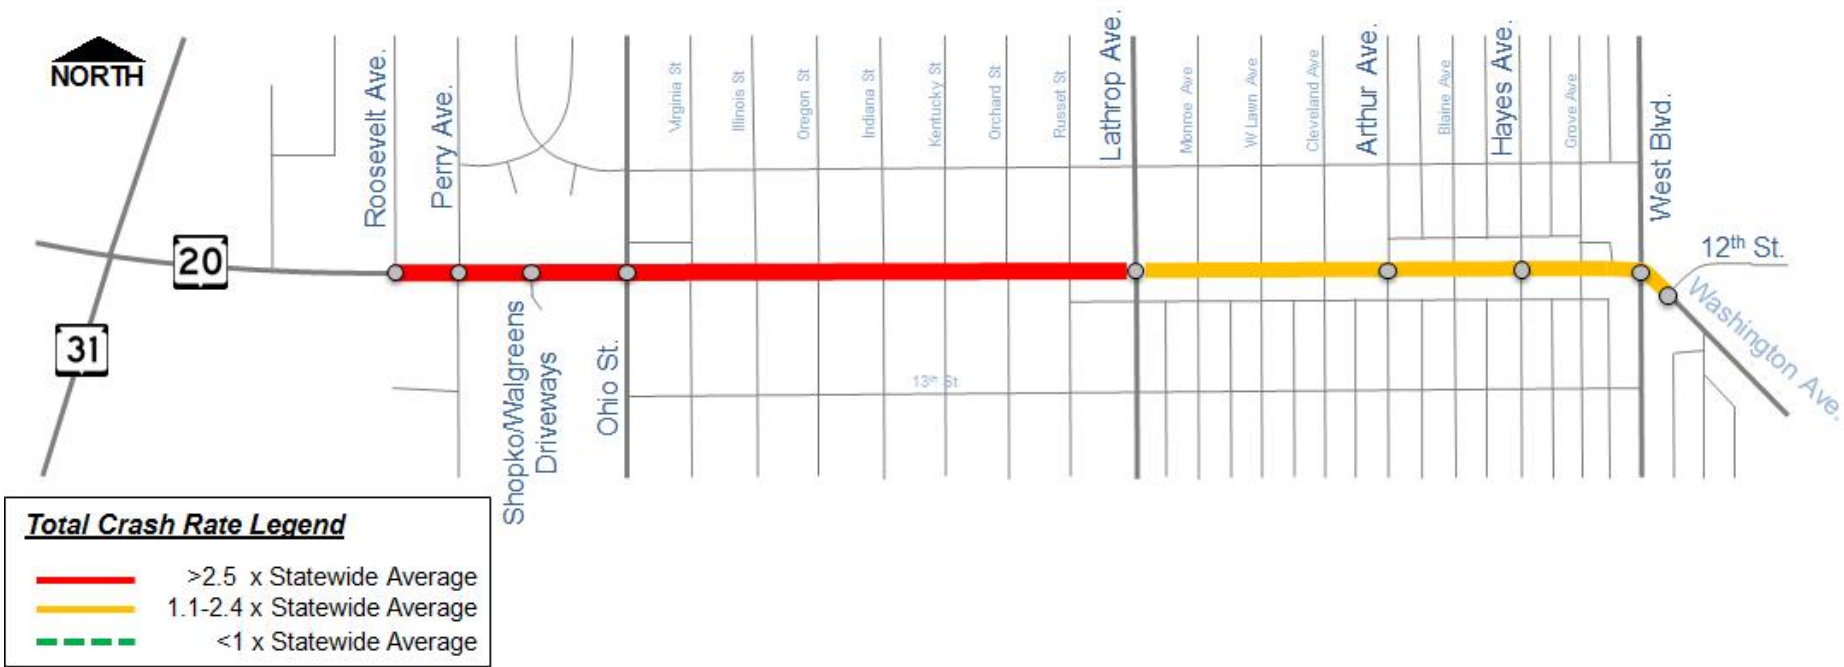 NORTH
20
31
Roosevelt Ave.
Perry Ave.
Shopko/Walgreens
Driveways
Ohio St.
Virginia St
Illinois St
Oregon St
Indiana St
Kentucky St
Orchard St
Russet St
Lathrop Ave.
Monroe Ave
W Lawn Ave
Cleveland Ave
Arthur Ave.
Blaine Ave
Hayes Ave.
Grove Ave
West Blvd.
12th St.
Washington Ave.
13th St
Total Crash Rate Legend
>2.5 x Statewide Average
1.1-2.4 x Statewide Average
<1 x Statewide Average